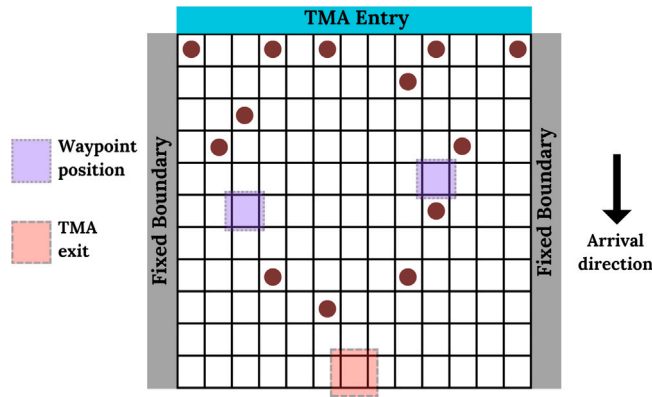 TMA Entry
Waypoint
position
TMA
exit
Fixed Boundary
Fixed Boundary
Arrival
direction